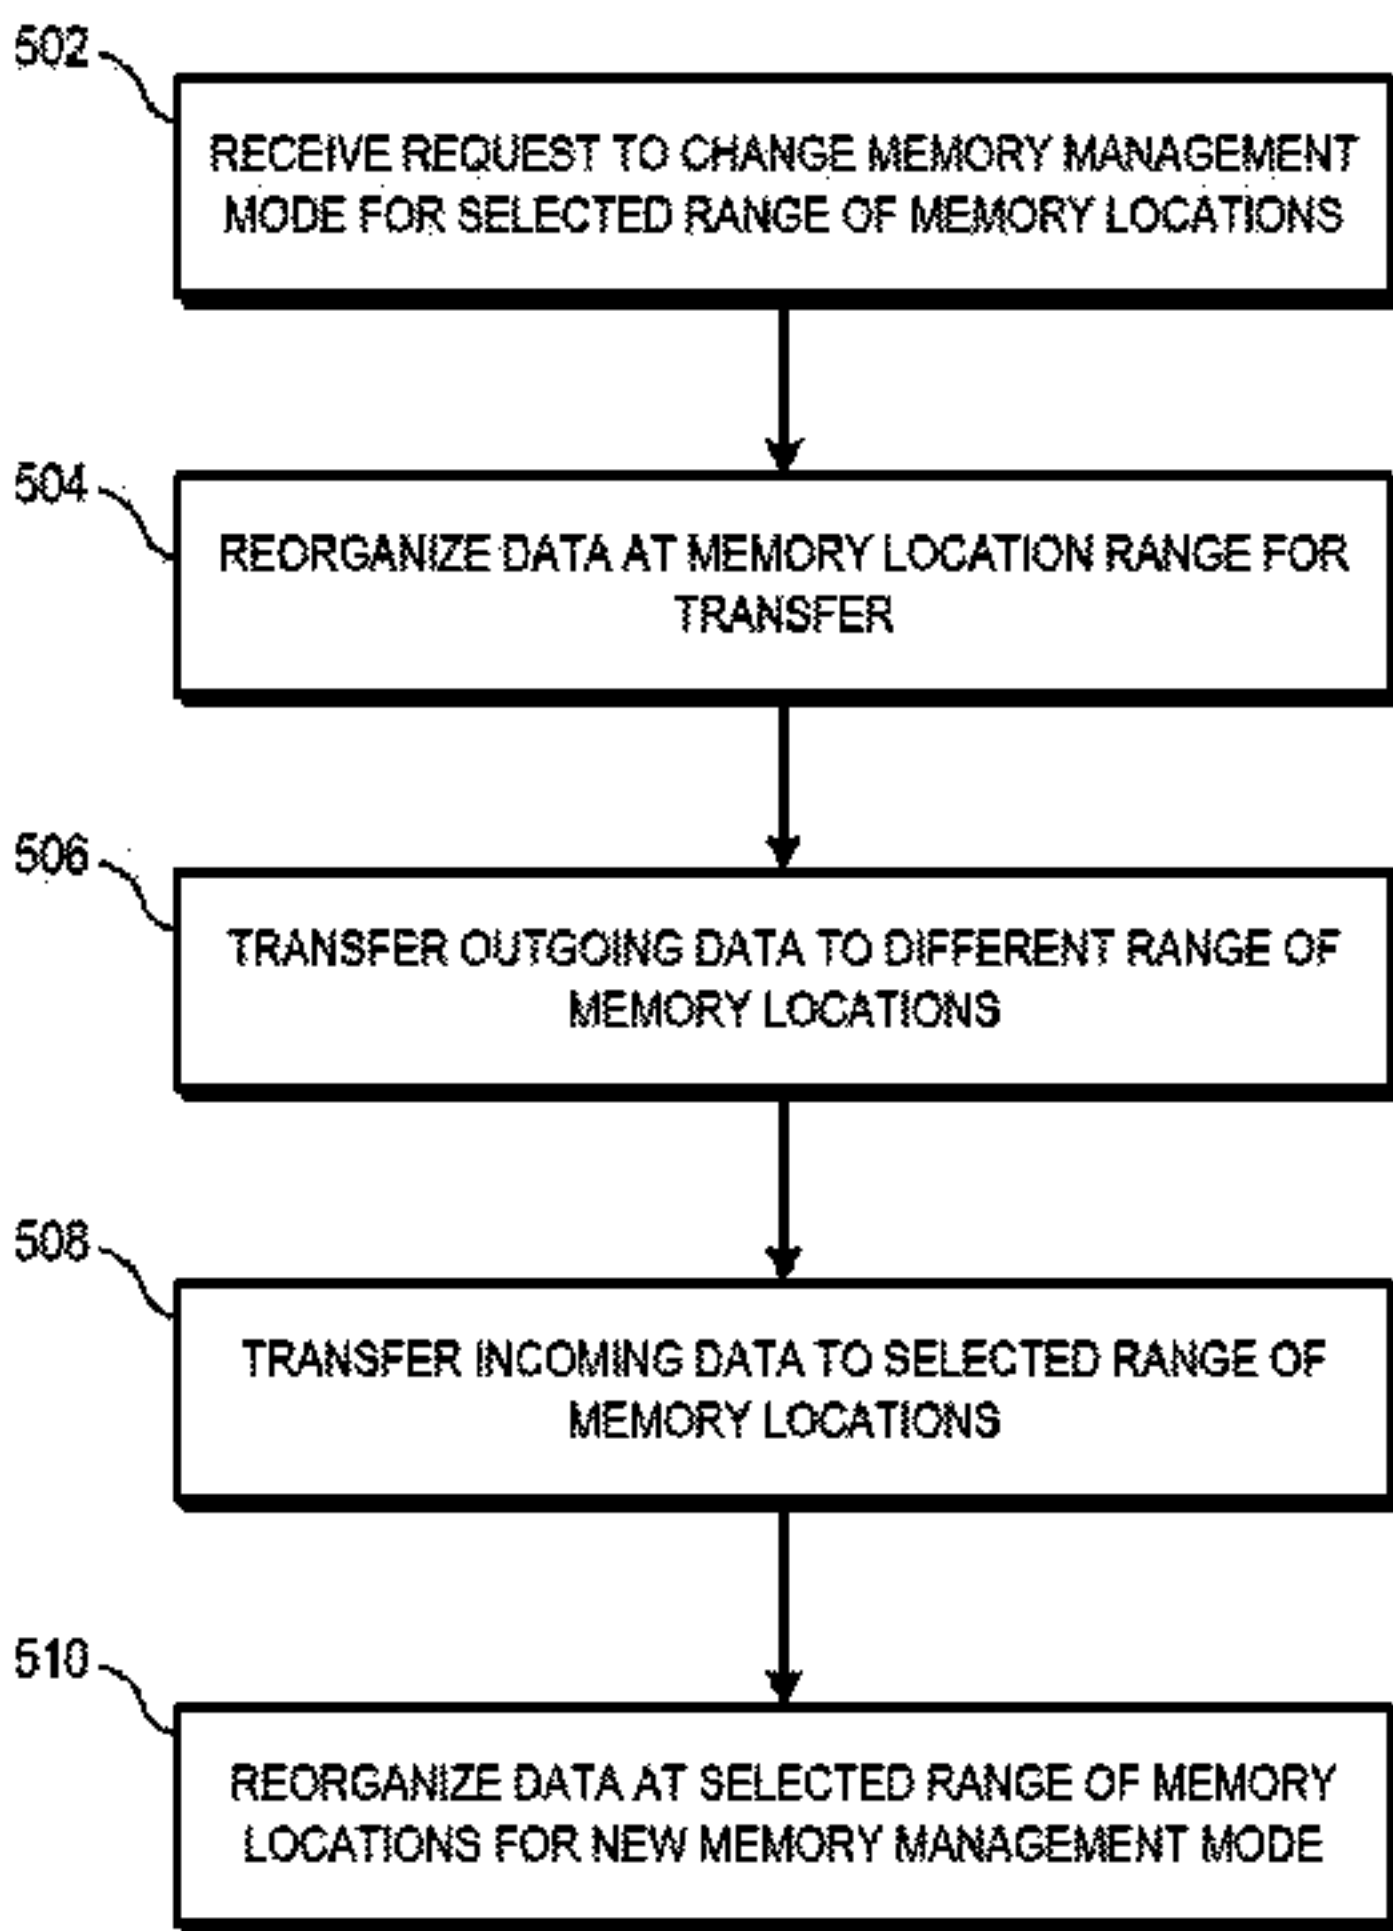 502
RECEIVE REQUEST TO CHANGE MEMORY MANAGEMENT
MODE FOR SELECTED RANGE OF MEMORY LOCATIONS
504
REORGANIZE DATA AT MEMORY LOCATION RANGE FOR
TRANSFER
506
TRANSFER OUTGOING DATA TO DIFFERENT RANGE OF
MEMORY LOCATIONS
508
TRANSFER INCOMING DATA TO SELECTED RANGE OF
MEMORY LOCATIONS
510
REORGANIZE DATA AT SELECTED RANGE OF MEMORY
LOCATIONS FOR NEW MEMORY MANAGEMENT MODE